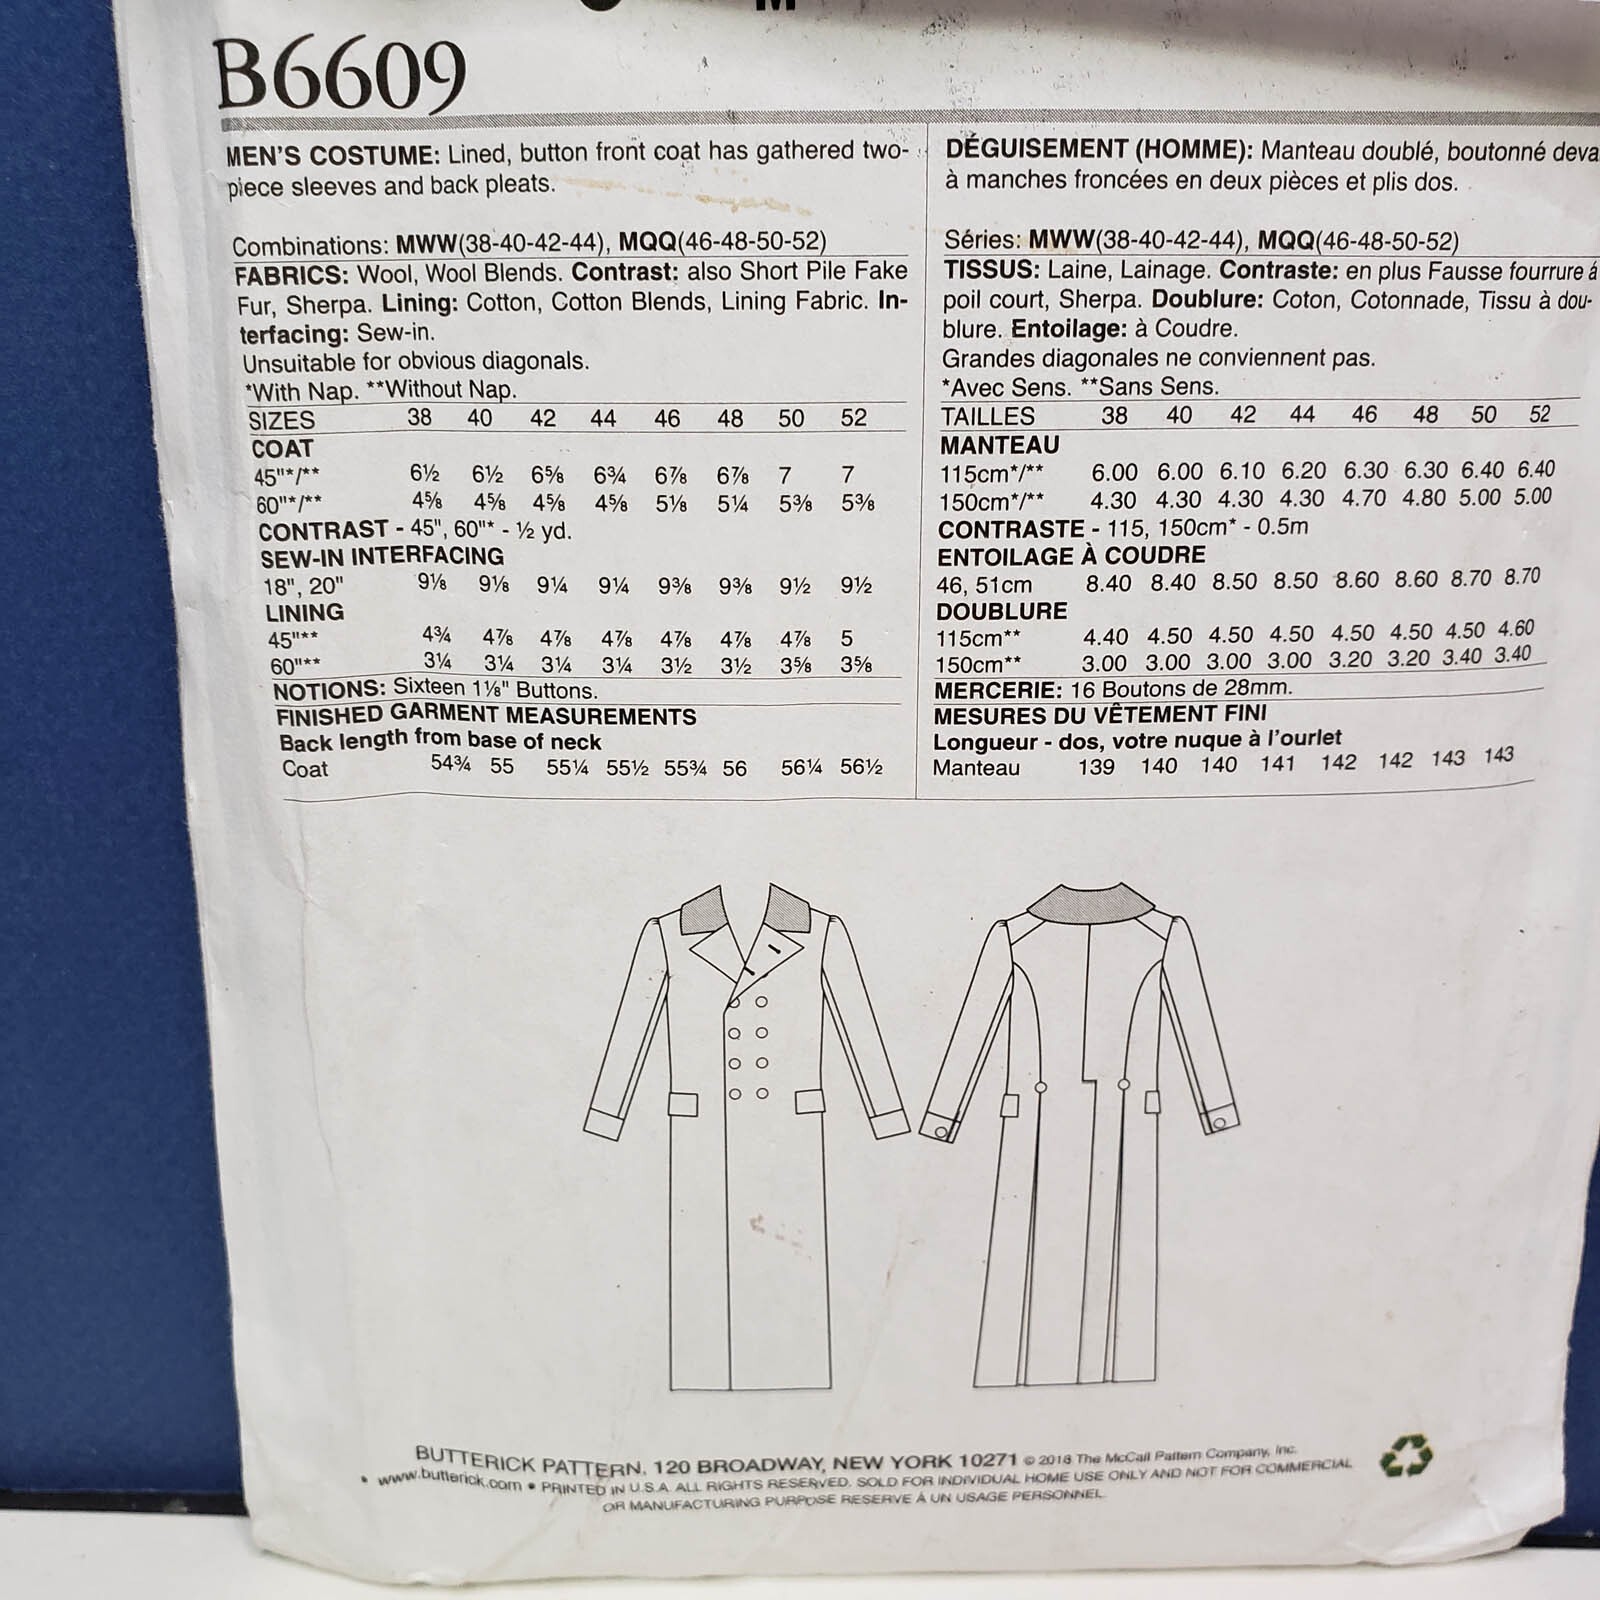 M
B6609
MEN'S COSTUME: Lined, button front coat has gathered two-
piece sleeves and back pleats.
Combinations: MWW(38-40-42-44), MQQ(46-48-50-52)
FABRICS: Wool, Wool Blends. Contrast: also Short Pile Fake
Fur, Sherpa. Lining: Cotton, Cotton Blends, Lining Fabric. In-
terfacing: Sew-in.
Unsuitable for obvious diagonals.
*With Nap. **Without Nap.
SIZES 38 40 42 44 46 48 50 52
COAT
45"*/** 6½ 6½ 6⅝ 6¾ 6⅞ 6⅞ 7 7
60"*/** 4⅝ 4⅝ 4⅝ 4⅝ 5⅛ 5¼ 5⅜ 5⅜
CONTRAST - 45", 60"* - ½ yd.
SEW-IN INTERFACING
18", 20" 9⅛ 9⅛ 9¼ 9¼ 9⅜ 9⅜ 9½ 9½
LINING
45"** 4¾ 4⅞ 4⅞ 4⅞ 4⅞ 4⅞ 4⅞ 5
60"** 3¼ 3¼ 3¼ 3¼ 3½ 3½ 3⅝ 3⅝
NOTIONS: Sixteen 1⅛" Buttons.
FINISHED GARMENT MEASUREMENTS
Back length from base of neck
Coat 54¾ 55 55¼ 55½ 55¾ 56 56¼ 56½
DÉGUISEMENT (HOMME): Manteau doublé, boutonné deva
à manches froncées en deux pièces et plis dos.
Séries: MWW(38-40-42-44), MQQ(46-48-50-52)
TISSUS: Laine, Lainage. Contraste: en plus Fausse fourrure á
poil court, Sherpa. Doublure: Coton, Cotonnade, Tissu à dou-
blure. Entoilage: à Coudre.
Grandes diagonales ne conviennent pas.
*Avec Sens. **Sans Sens.
TAILLES 38 40 42 44 46 48 50 52
MANTEAU
115cm*/** 6.00 6.00 6.10 6.20 6.30 6.30 6.40 6.40
150cm*/** 4.30 4.30 4.30 4.30 4.70 4.80 5.00 5.00
CONTRASTE - 115, 150cm* - 0.5m
ENTOILAGE À COUDRE
46, 51cm 8.40 8.40 8.50 8.50 8.60 8.60 8.70 8.70
DOUBLURE
115cm** 4.40 4.50 4.50 4.50 4.50 4.50 4.50 4.60
150cm** 3.00 3.00 3.00 3.00 3.20 3.20 3.40 3.40
MERCERIE: 16 Boutons de 28mm.
MESURES DU VÊTEMENT FINI
Longueur - dos, votre nuque à l'ourlet
Manteau 139 140 140 141 142 142 143 143
BUTTERICK PATTERN, 120 BROADWAY, NEW YORK 10271 © 2018 The McCall Pattern Company, Inc.
• www.butterick.com • PRINTED IN U.S.A. ALL RIGHTS RESERVED. SOLD FOR INDIVIDUAL HOME USE ONLY AND NOT FOR COMMERCIAL
OR MANUFACTURING PURPOSE RESERVE À UN USAGE PERSONNEL